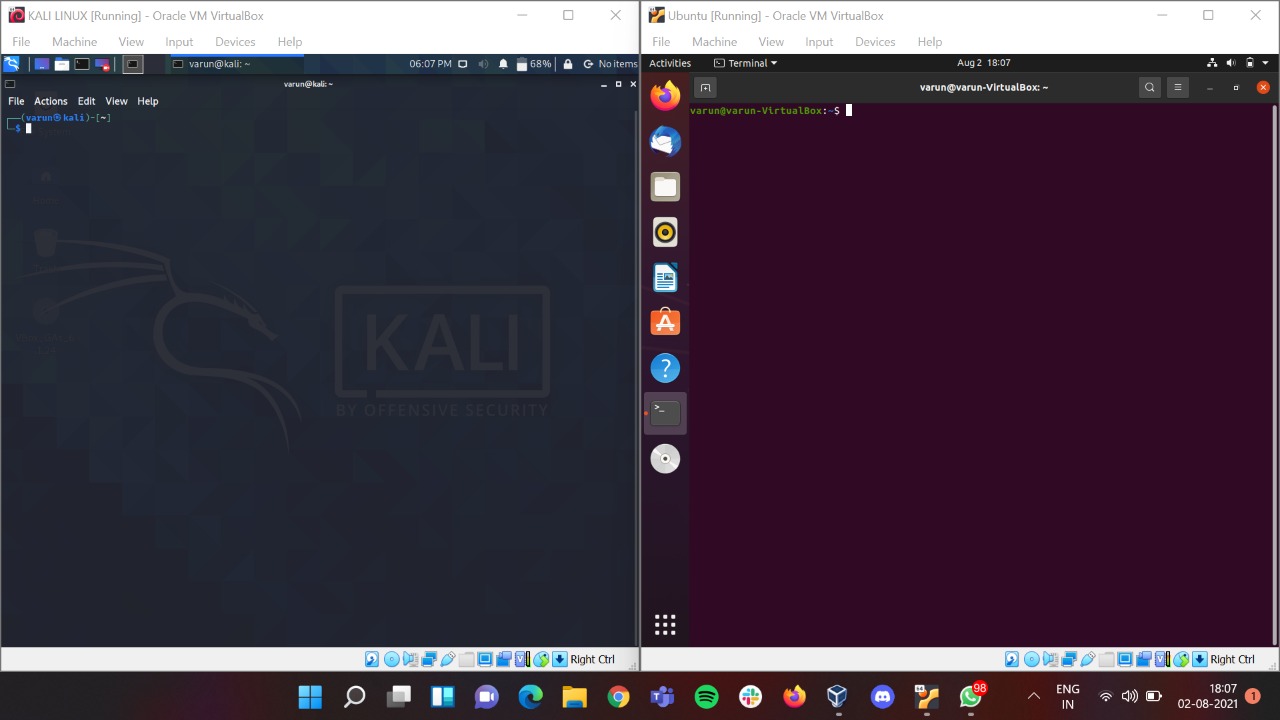 KALI LINUX [Running] - Oracle VM VirtualBox
File Machine View Input Devices Help
varun@kali: ~
06:07 PM
68%
No items
varun@kali: ~
File Actions Edit View Help
┌──(varun㉿kali)-[~]
└─$
KALI
BY OFFENSIVE SECURITY
Right Ctrl
Ubuntu [Running] - Oracle VM VirtualBox
File Machine View Input Devices Help
Activities
Terminal
Aug 2 18:07
varun@varun-VirtualBox: ~
varun@varun-VirtualBox:~$
Right Ctrl
98
ENG
IN
18:07
02-08-2021
1